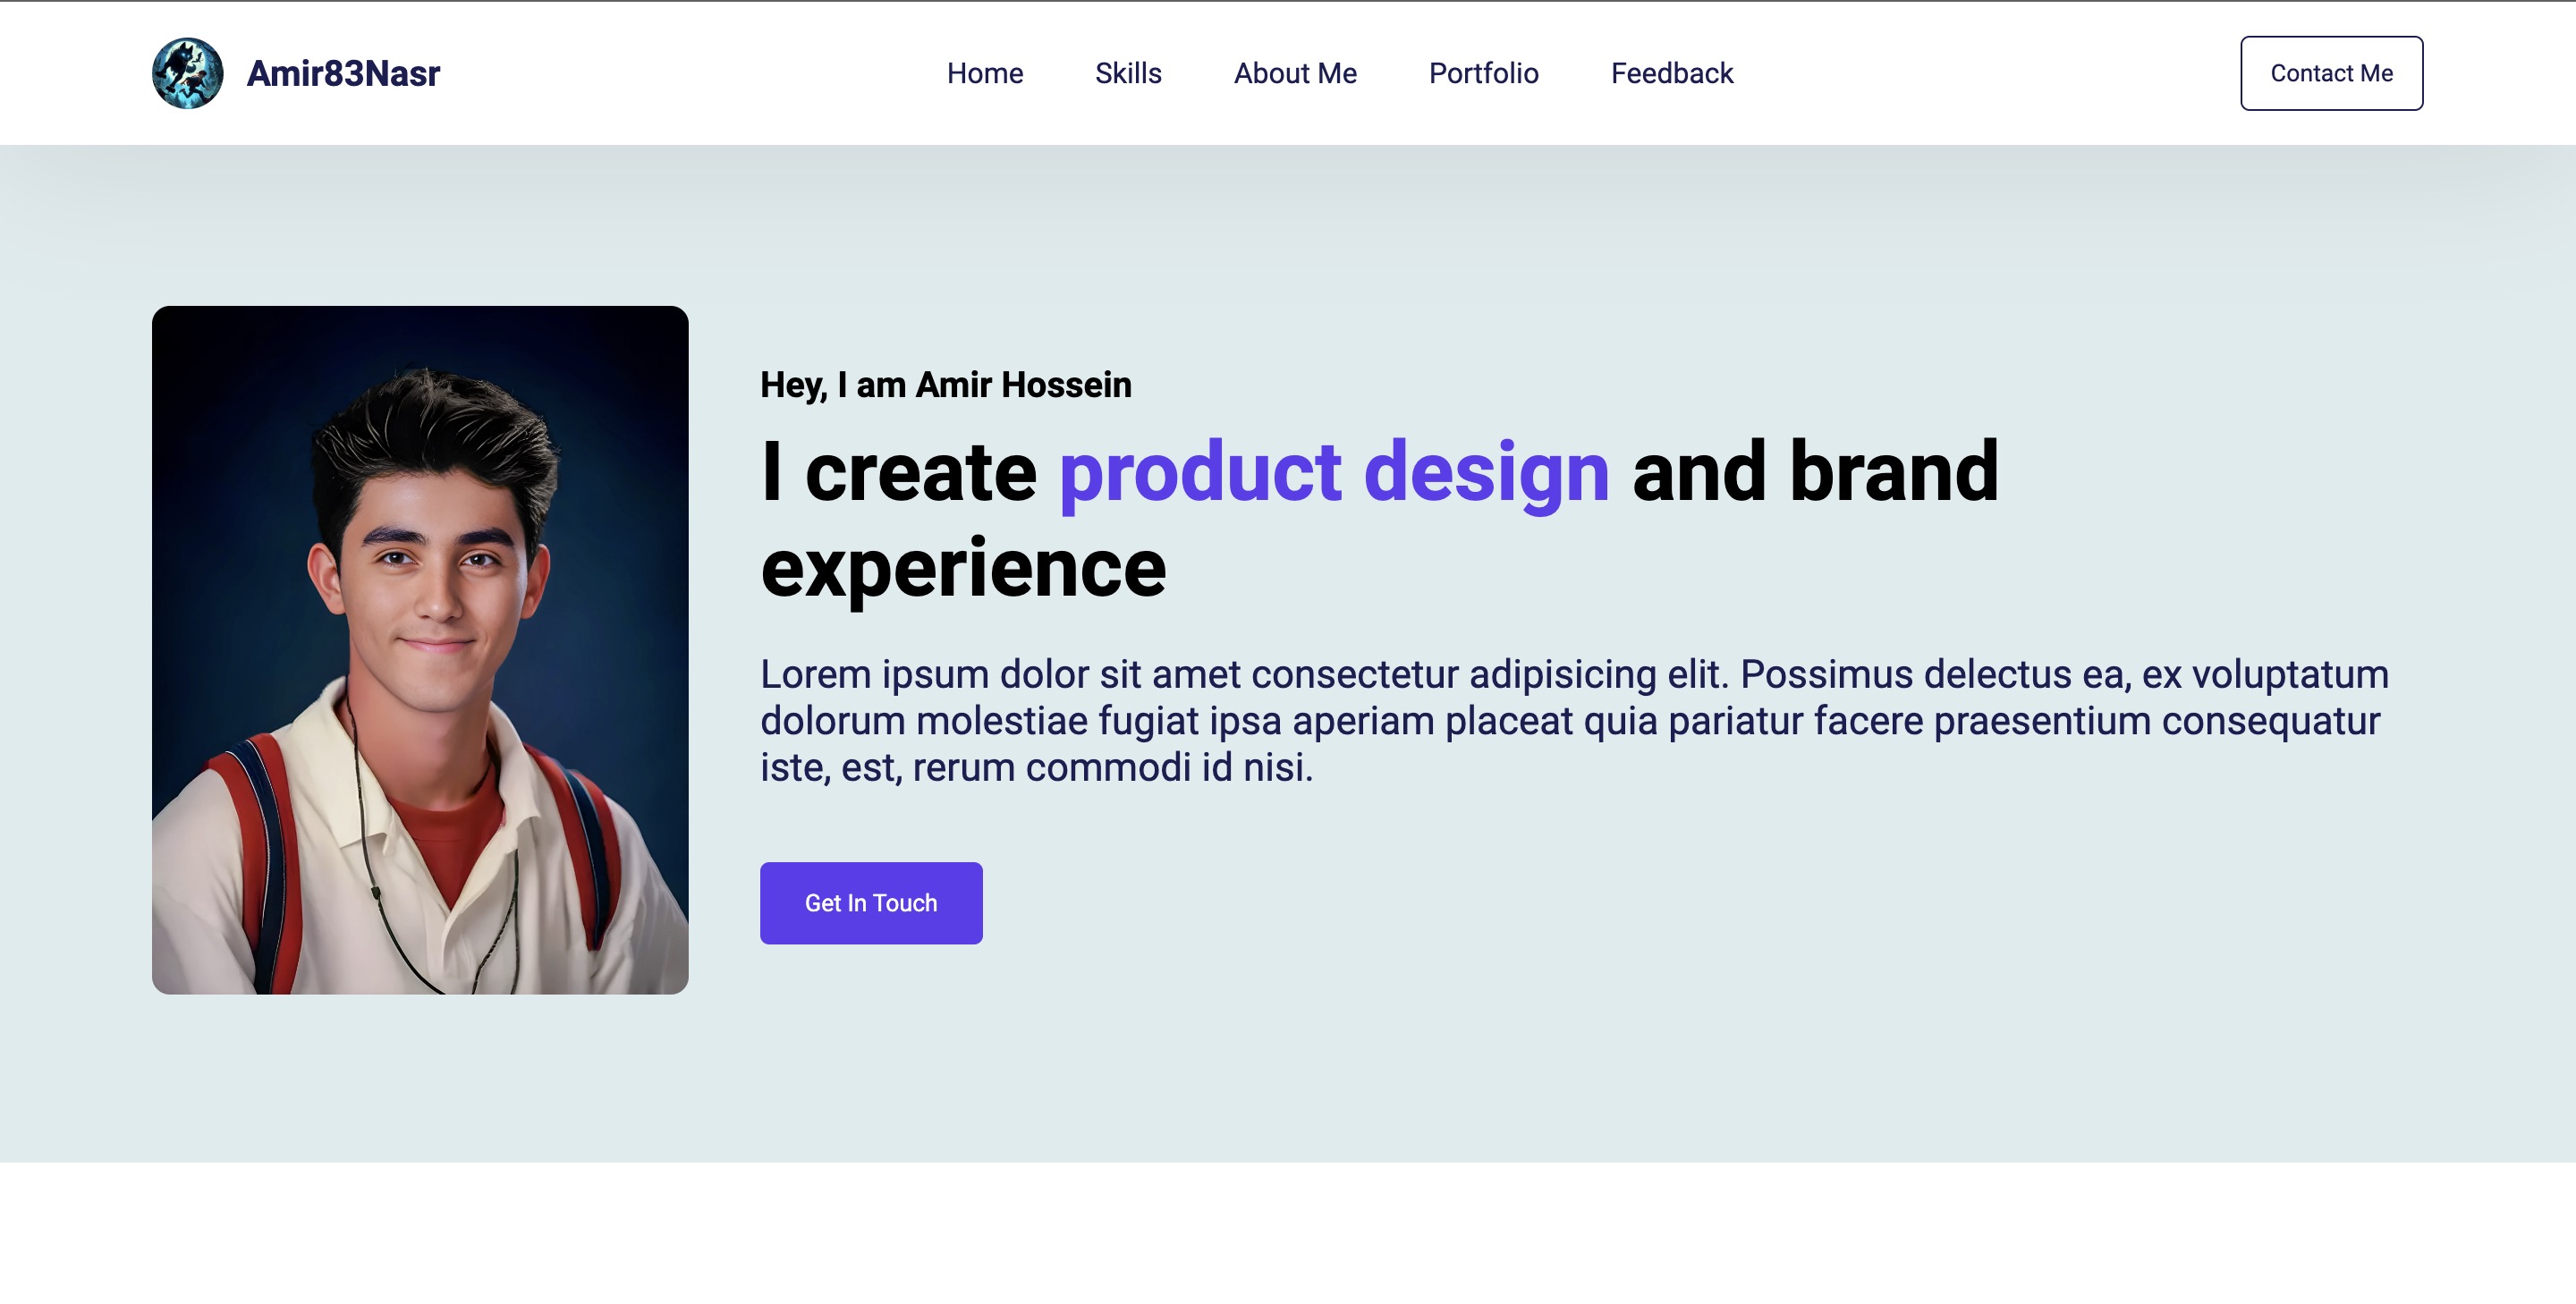 Amir83Nasr
Home Skills About Me Portfolio Feedback
Contact Me
Hey, I am Amir Hossein
I create product design and brand
experience
Lorem ipsum dolor sit amet consectetur adipisicing elit. Possimus delectus ea, ex voluptatum
dolorum molestiae fugiat ipsa aperiam placeat quia pariatur facere praesentium consequatur
iste, est, rerum commodi id nisi.
Get In Touch